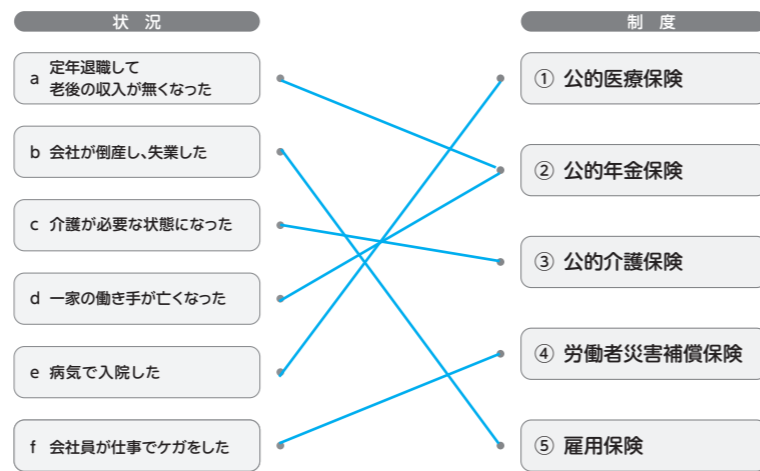 状況
制度
a 定年退職して
老後の収入が無くなった
b 会社が倒産し、失業した
c 介護が必要な状態になった
d 一家の働き手が亡くなった
e 病気で入院した
f 会社員が仕事でケガをした
① 公的医療保険
② 公的年金保険
③ 公的介護保険
④ 労働者災害補償保険
⑤ 雇用保険